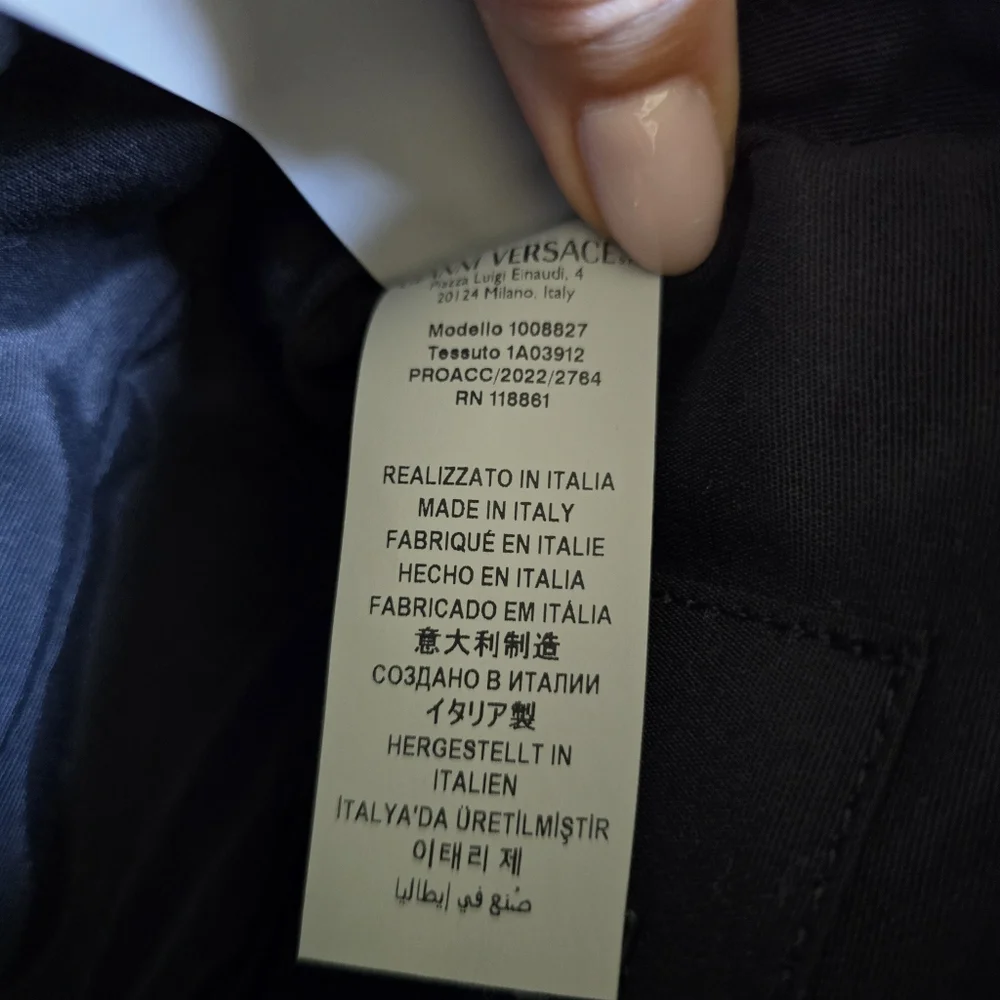 VERSACE
Piazza Luigi Einaudi, 4
20124 Milano, Italy
Modello 1008827
Tessuto 1A03912
PROACC/2022/2764
RN 118861
REALIZZATO IN ITALIA
MADE IN ITALY
FABRIQUÉ EN ITALIE
HECHO EN ITALIA
FABRICADO EM ITÁLIA
意大利制造
СОЗДАНО В ИТАЛИИ
イタリア製
HERGESTELLT IN
ITALIEN
İTALYA'DA ÜRETİLMİŞTİR
이태리 제
صُنع في إيطاليا